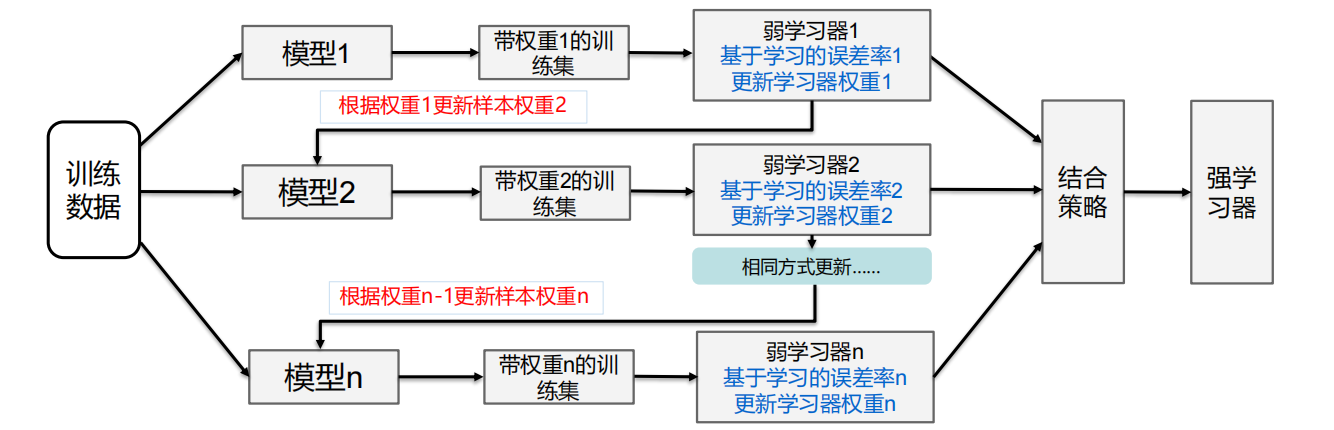 训练
数据
模型1
带权重1的训
练集
弱学习器1
基于学习的误差率1
更新学习器权重1
根据权重1更新样本权重2
模型2
带权重2的训
练集
弱学习器2
基于学习的误差率2
更新学习器权重2
相同方式更新......
根据权重n-1更新样本权重n
模型n
带权重n的训
练集
弱学习器n
基于学习的误差率n
更新学习器权重n
结合
策略
强学
习器